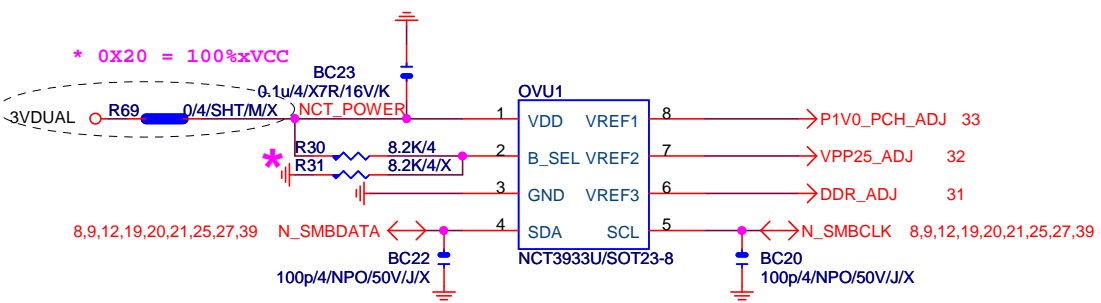 * 0X20 = 100%xVCC
BC23
0.1u/4/X7R/16V/K
OVU1
3VDUAL
R69
0/4/SHT/M/X
NCT_POWER
1
VDD
VREF1
8
P1V0_PCH_ADJ 33
R30
8.2K/4
2
B_SEL
VREF2
7
VPP25_ADJ 32
*
R31
8.2K/4/X
3
GND
VREF3
6
DDR_ADJ 31
8,9,12,19,20,21,25,27,39 N_SMBDATA
4
SDA
SCL
5
N_SMBCLK 8,9,12,19,20,21,25,27,39
BC22
100p/4/NPO/50V/J/X
NCT3933U/SOT23-8
BC20
100p/4/NPO/50V/J/X